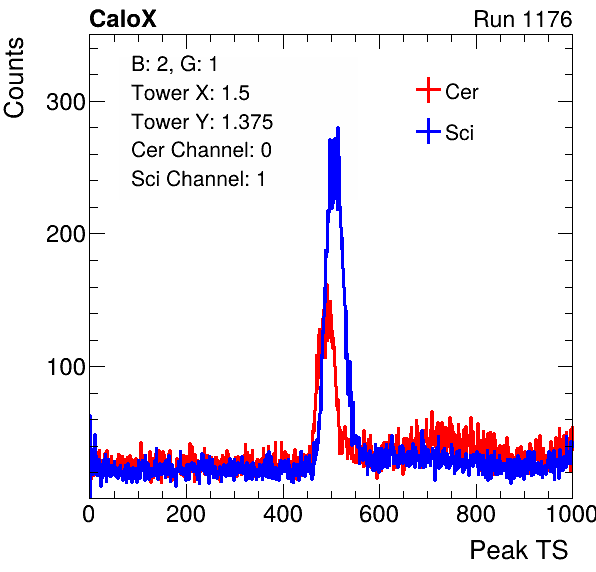 CaloX Run 1176
Counts
B: 2, G: 1
Tower X: 1.5
Tower Y: 1.375
Cer Channel: 0
Sci Channel: 1
Cer
Sci
300
200
100
0 200 400 600 800 1000
Peak TS